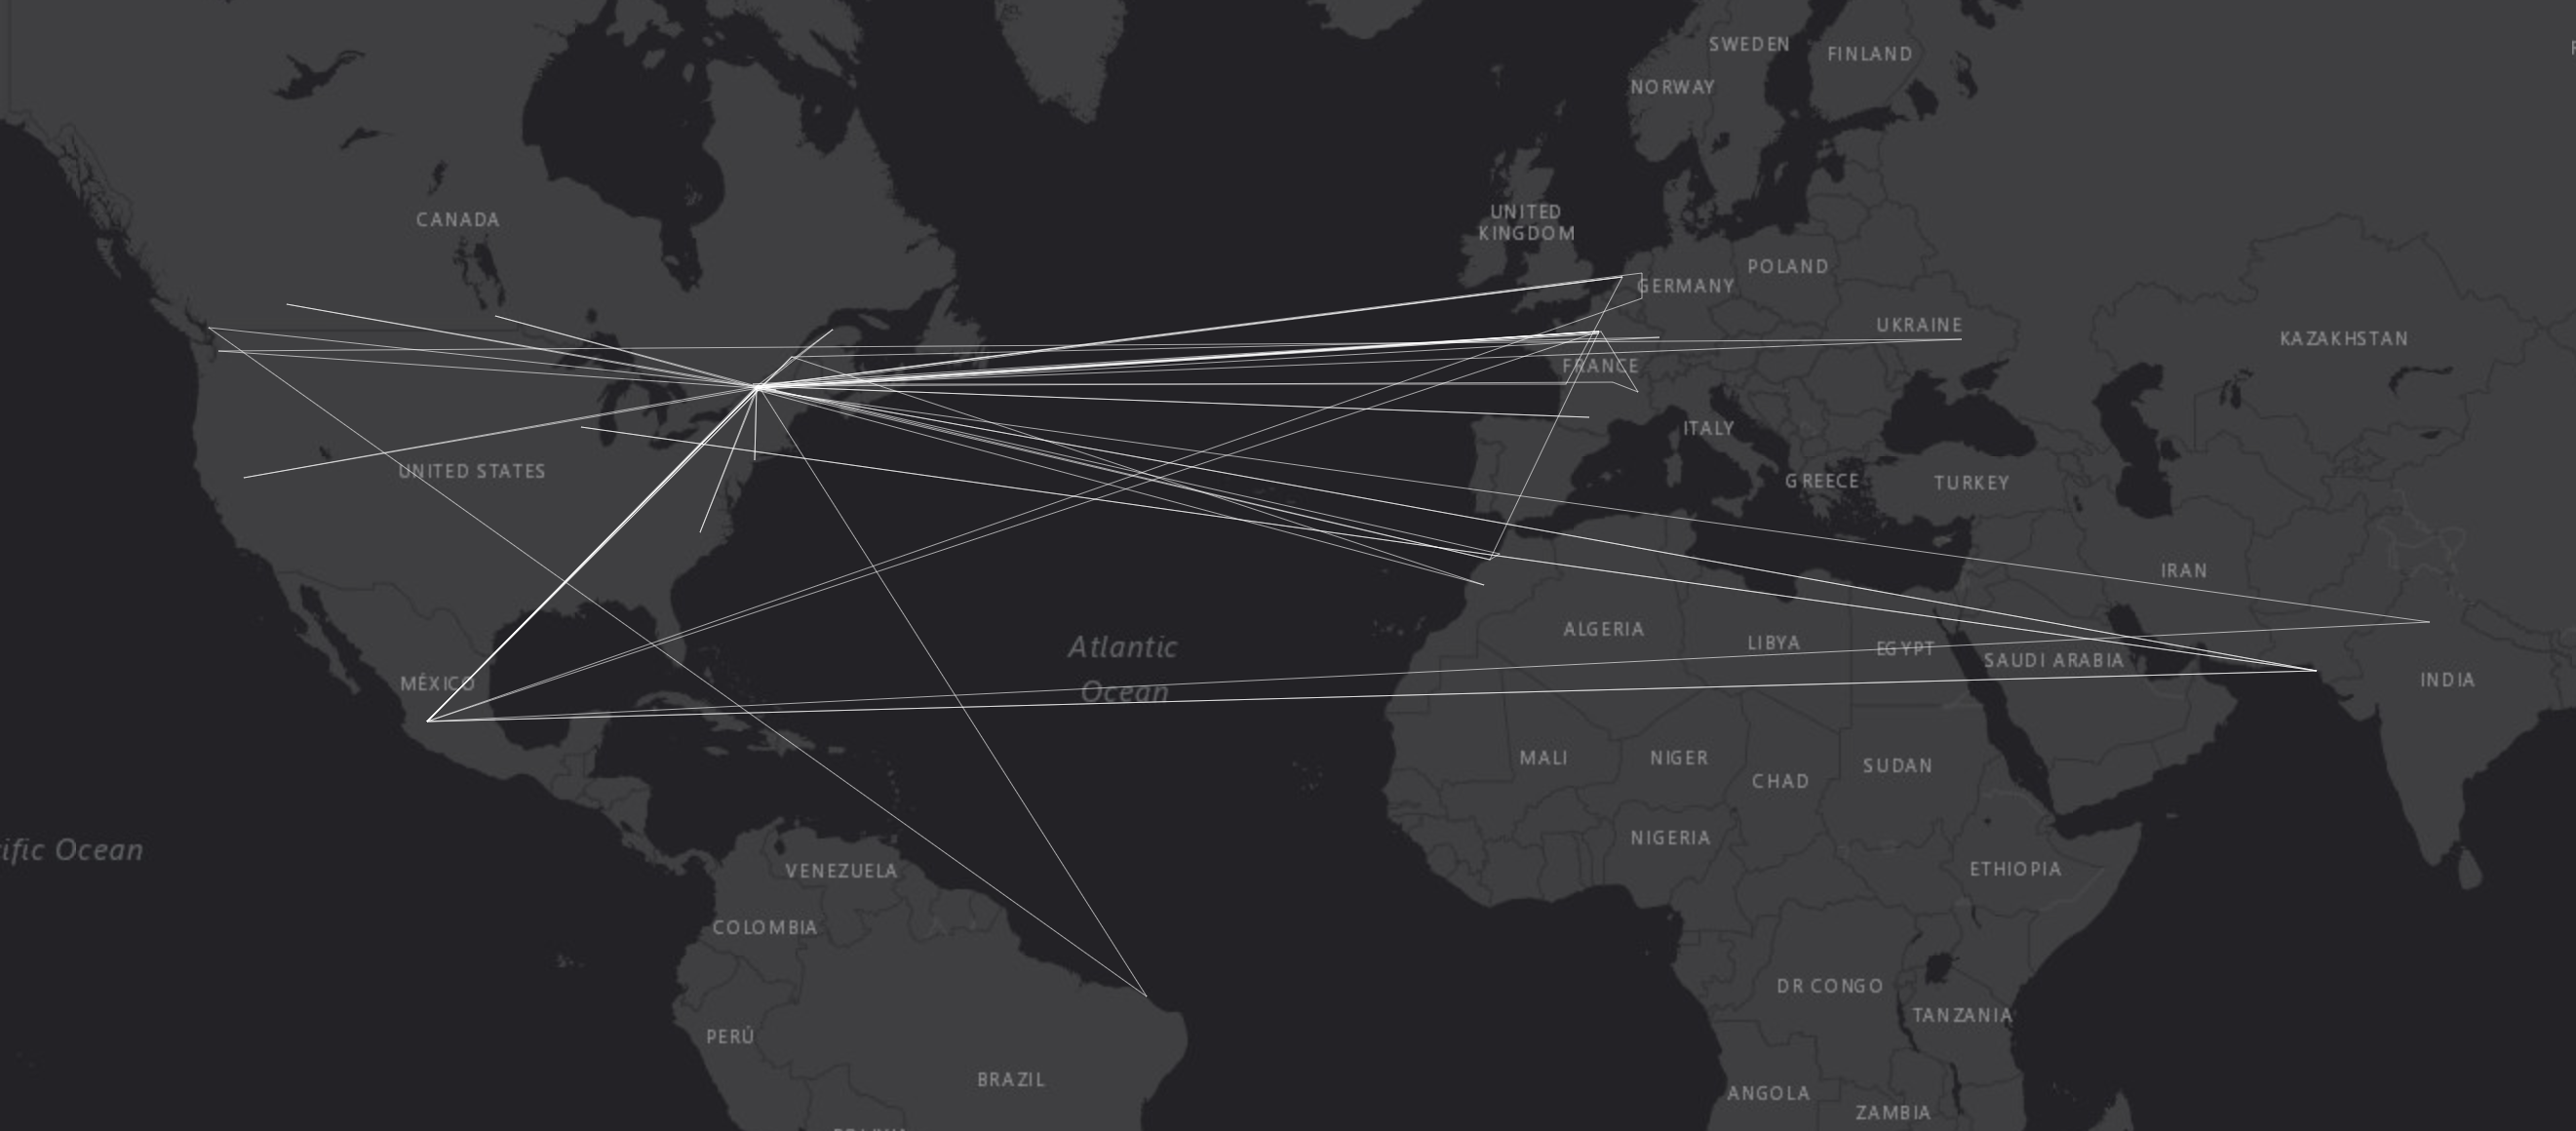 SWEDEN
FINLAND
NORWAY
CANADA
UNITED
KINGDOM
POLAND
GERMANY
UKRAINE
KAZAKHSTAN
FRANCE
ITALY
UNITED STATES
GREECE
TURKEY
IRAN
ALGERIA
LIBYA
Atlantic
EGYPT
SAUDI ARABIA
INDIA
MÉXICO
Ocean
MALI
NIGER
SUDAN
CHAD
NIGERIA
ific Ocean
VENEZUELA
ETHIOPIA
COLOMBIA
DR CONGO
TANZANIA
PERÚ
BRAZIL
ANGOLA
ZAMBIA